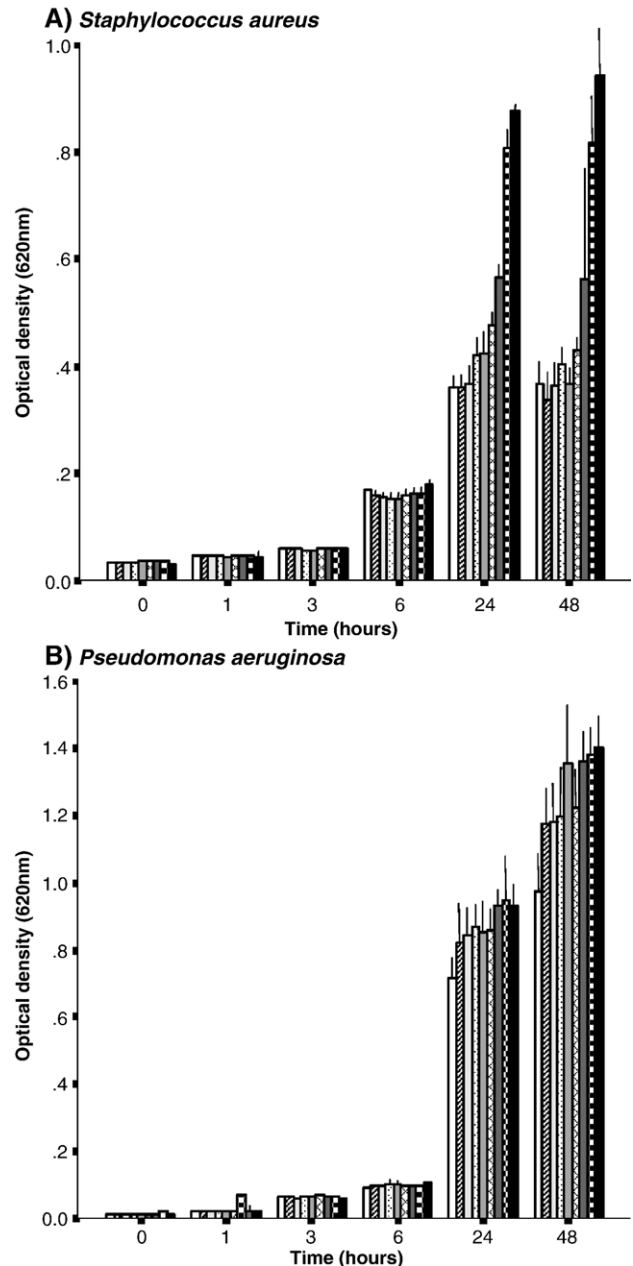 A) Staphylococcus aureus
1.0
.8
.6
.4
.2
0.0
Optical density (620nm)
0 1 3 6 24 48
Time (hours)
B) Pseudomonas aeruginosa
1.6
1.4
1.2
1.0
.8
.6
.4
.2
0.0
Optical density (620nm)
0 1 3 6 24 48
Time (hours)